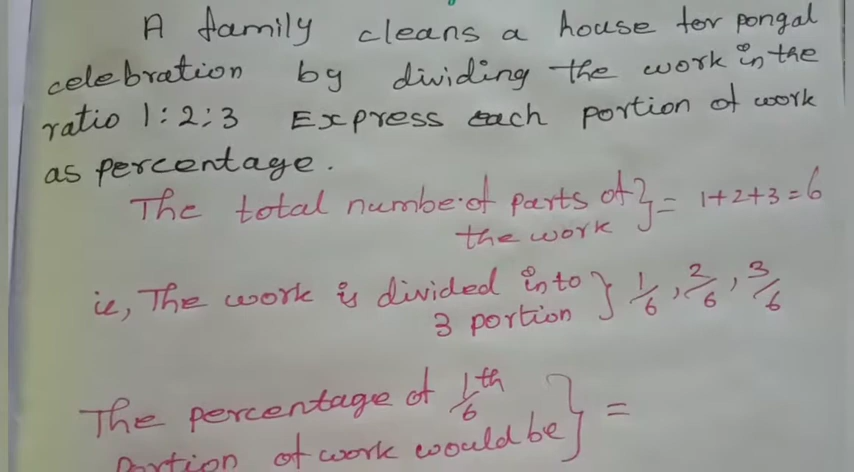 A family cleans a house for pongal
celebration by dividing the work in the
ratio 1:2:3 Express each portion of work
as percentage.
The total number of parts of the work } = 1+2+3=6
ie, The work is divided into 3 portion } 1/6, 2/6, 3/6
The percentage of 1/6 th
portion of work would be } =